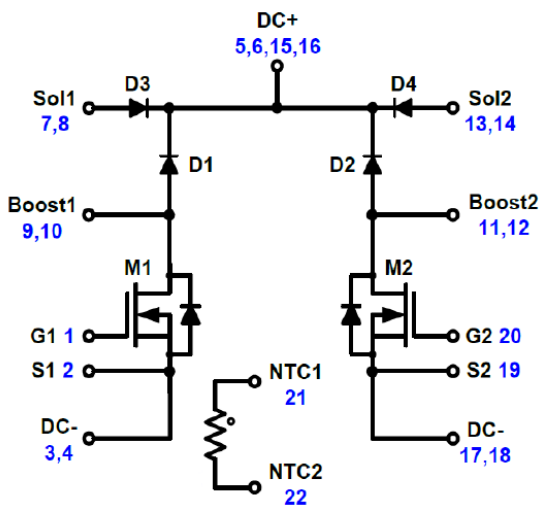 DC+
5,6,15,16
D3
D4
Sol1
Sol2
7,8
13,14
D1
D2
Boost1
Boost2
9,10
11,12
M1
M2
G1 1
G2 20
S1 2
S2 19
NTC1
21
DC-
DC-
3,4
17,18
NTC2
22